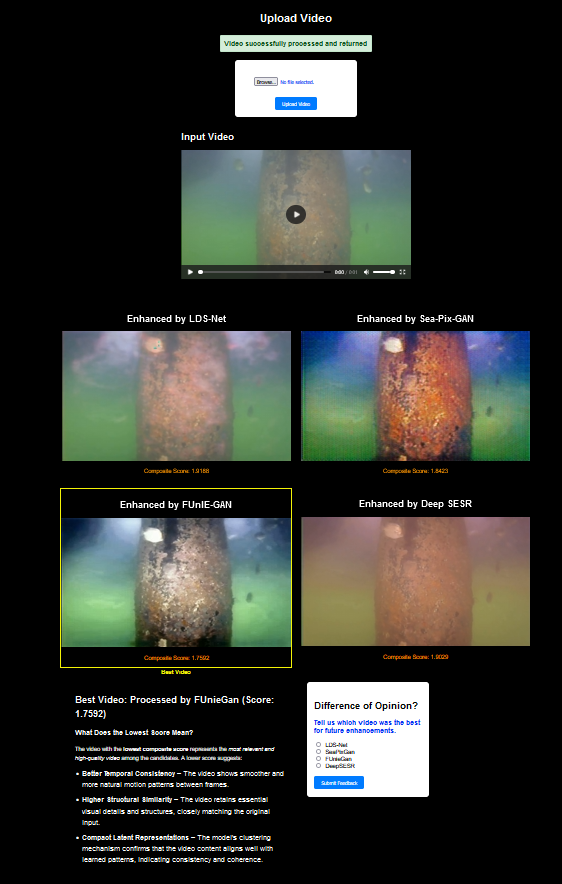 Upload Video
Video successfully processed and returned
Browse... No file selected.
Upload Video
Input Video
0:00 / 0:01
Enhanced by LDS-Net
Enhanced by Sea-Pix-GAN
Composite Score: 1.9188
Composite Score: 1.8423
Enhanced by FUnIE-GAN
Enhanced by Deep SESR
Composite Score: 1.7592
Composite Score: 1.9029
Best Video
Best Video: Processed by FUnieGan (Score:
1.7592)
What Does the Lowest Score Mean?
The video with the lowest composite score represents the most relevant and
high-quality video among the candidates. A lower score suggests:
• Better Temporal Consistency – The video shows smoother and
more natural motion patterns between frames.
• Higher Structural Similarity – The video retains essential
visual details and structures, closely matching the original
input.
• Compact Latent Representations – The model's clustering
mechanism confirms that the video content aligns well with
learned patterns, indicating consistency and coherence.
Difference of Opinion?
Tell us which video was the best
for future enhancements.
LDS-Net
SeaPixGan
FUnieGan
DeepSESR
Submit Feedback